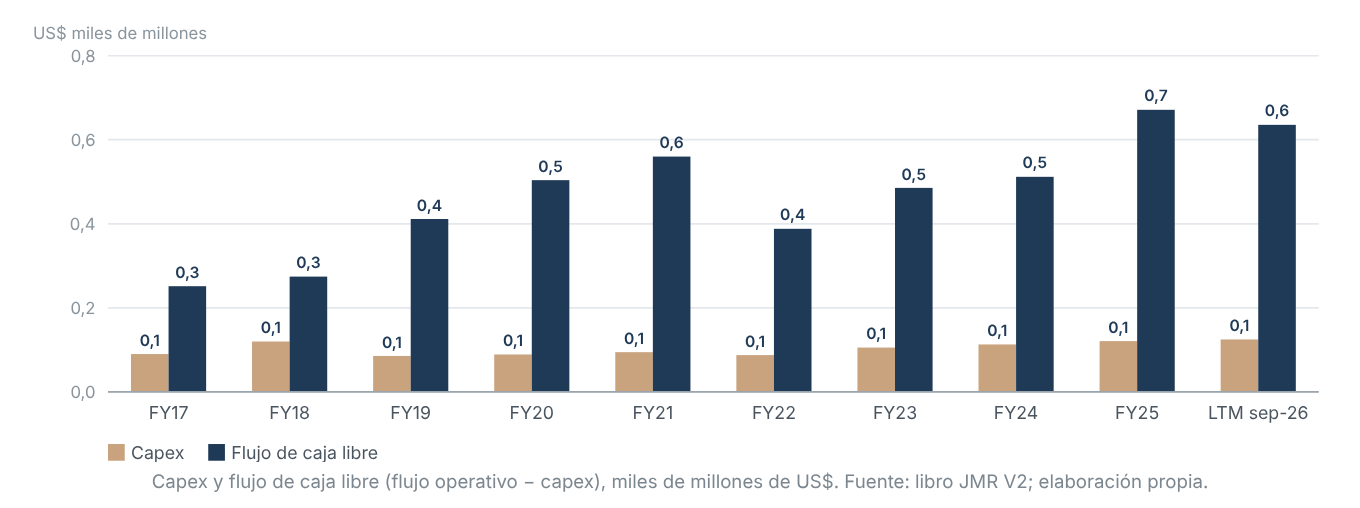 US$ miles de millones
0,8
0,6
0,4
0,2
0,0
0,1 0,3 0,1 0,3 0,1 0,4 0,1 0,5 0,1 0,6 0,1 0,4 0,1 0,5 0,1 0,5 0,1 0,7 0,1 0,6
FY17 FY18 FY19 FY20 FY21 FY22 FY23 FY24 FY25 LTM sep-26
Capex Flujo de caja libre
Capex y flujo de caja libre (flujo operativo − capex), miles de millones de US$. Fuente: libro JMR V2; elaboración propia.